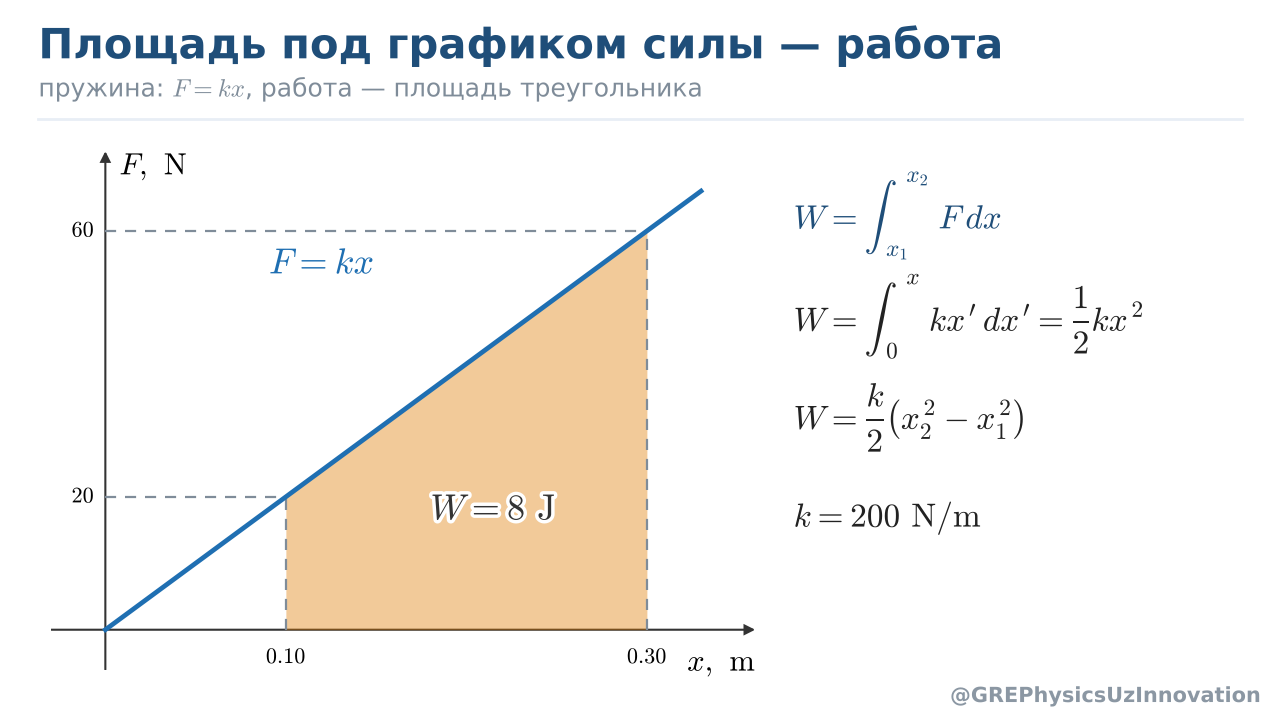 Площадь под графиком силы — работа
пружина: F = kx, работа — площадь треугольника
F, N
60
F = kx
20
W = 8 J
0.10
0.30
x, m
W = ∫_{x₁}^{x₂} F dx
W = ∫_0^x kx′ dx′ = 1/2 kx²
W = k/2 (x₂² − x₁²)
k = 200 N/m
@GREPhysicsUzInnovation